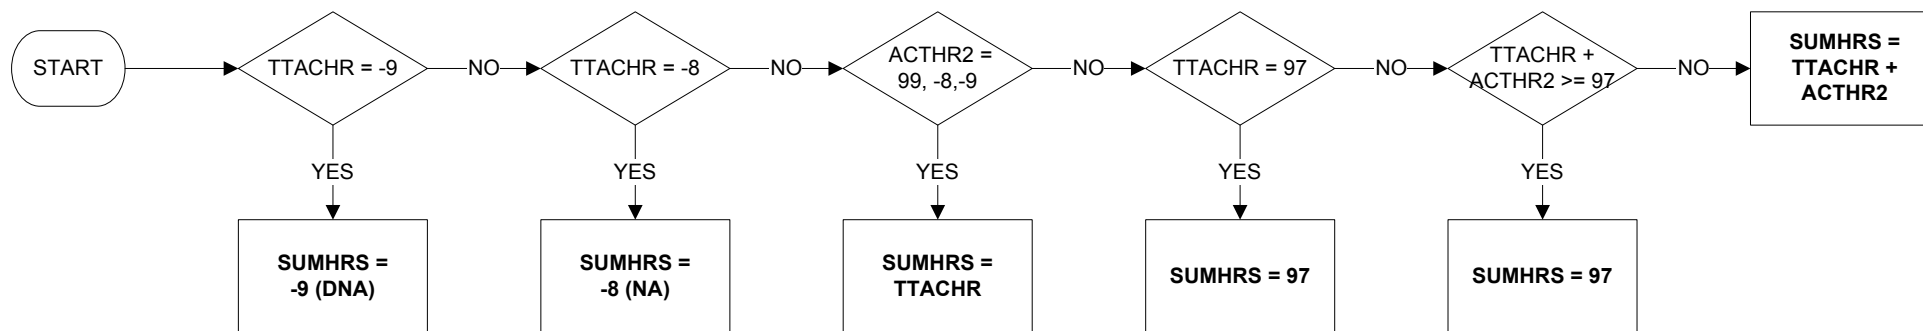 START
TTACHR = -9
NO
TTACHR = -8
NO
ACTHR2 =
99, -8,-9
NO
TTACHR = 97
NO
TTACHR +
ACTHR2 >= 97
NO
SUMHRS =
TTACHR +
ACTHR2
YES
YES
YES
YES
YES
SUMHRS =
-9 (DNA)
SUMHRS =
-8 (NA)
SUMHRS =
TTACHR
SUMHRS = 97
SUMHRS = 97